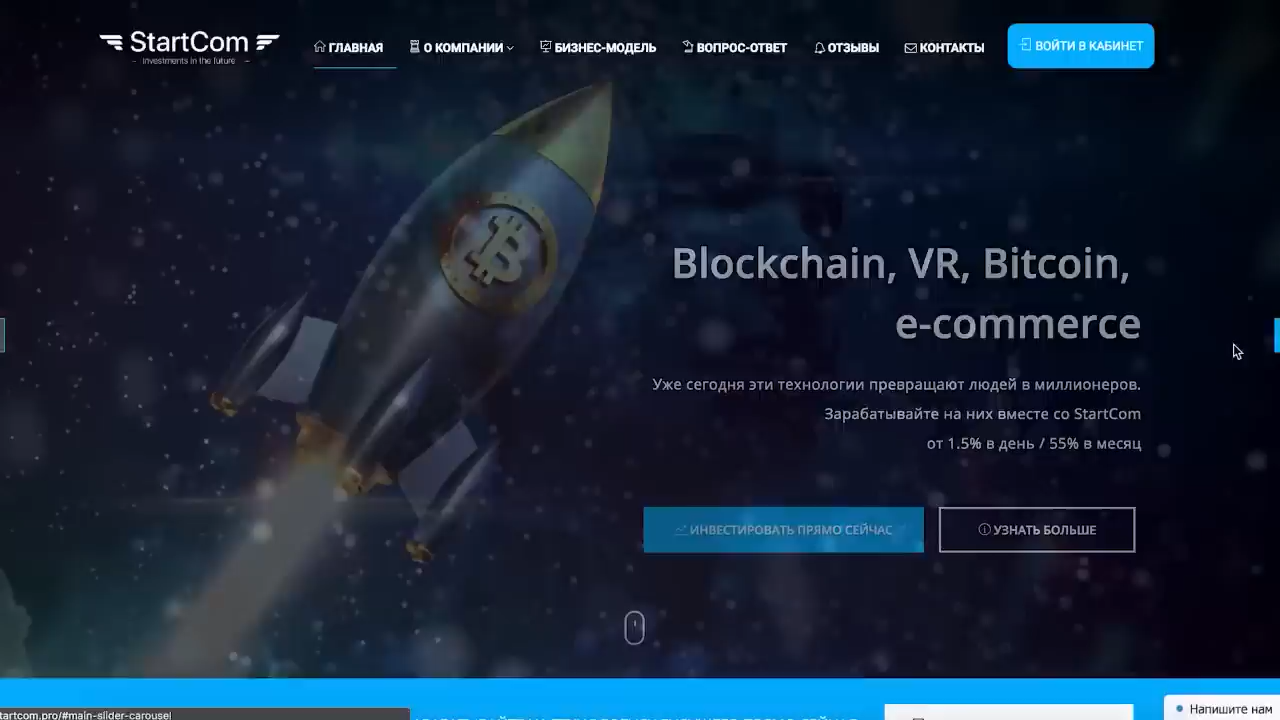 StartCom
investments in the future
ГЛАВНАЯ
О КОМПАНИИ
БИЗНЕС-МОДЕЛЬ
ВОПРОС-ОТВЕТ
ОТЗЫВЫ
КОНТАКТЫ
ВОЙТИ В КАБИНЕТ
Blockchain, VR, Bitcoin,
e-commerce
Уже сегодня эти технологии превращают людей в миллионеров.
Зарабатывайте на них вместе со StartCom
от 1.5% в день / 55% в месяц
ИНВЕСТИРОВАТЬ ПРЯМО СЕЙЧАС
УЗНАТЬ БОЛЬШЕ
tartcom.pro/#main-slider-carousel
Напишите нам